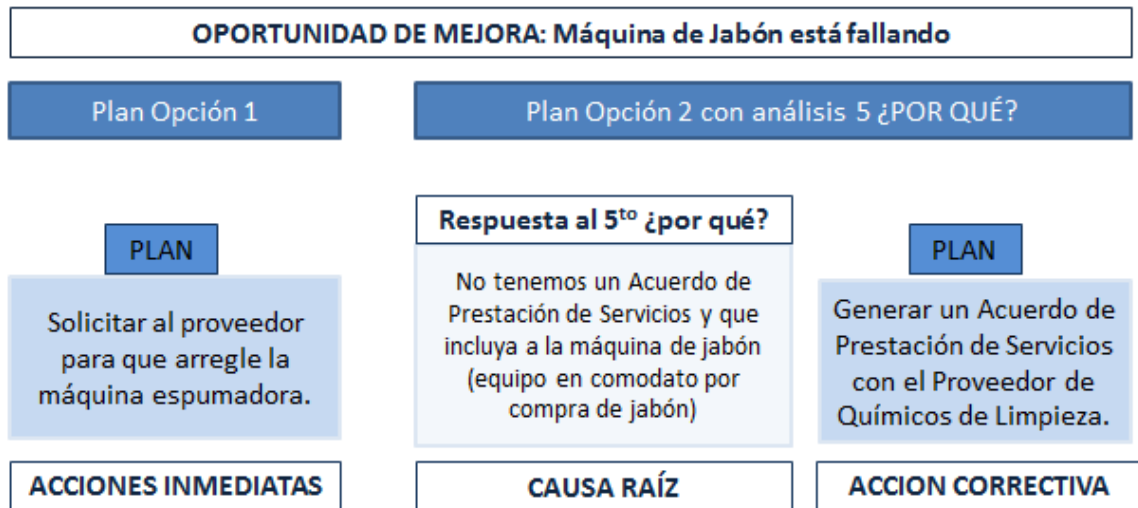 OPORTUNIDAD DE MEJORA: Máquina de Jabón está fallando
Plan Opción 1
Plan Opción 2 con análisis 5 ¿POR QUÉ?
PLAN
Solicitar al proveedor
para que arregle la
máquina espumadora.
ACCIONES INMEDIATAS
Respuesta al 5to ¿por qué?
No tenemos un Acuerdo de
Prestación de Servicios y que
incluya a la máquina de jabón
(equipo en comodato por
compra de jabón)
CAUSA RAÍZ
PLAN
Generar un Acuerdo de
Prestación de Servicios
con el Proveedor de
Químicos de Limpieza.
ACCION CORRECTIVA